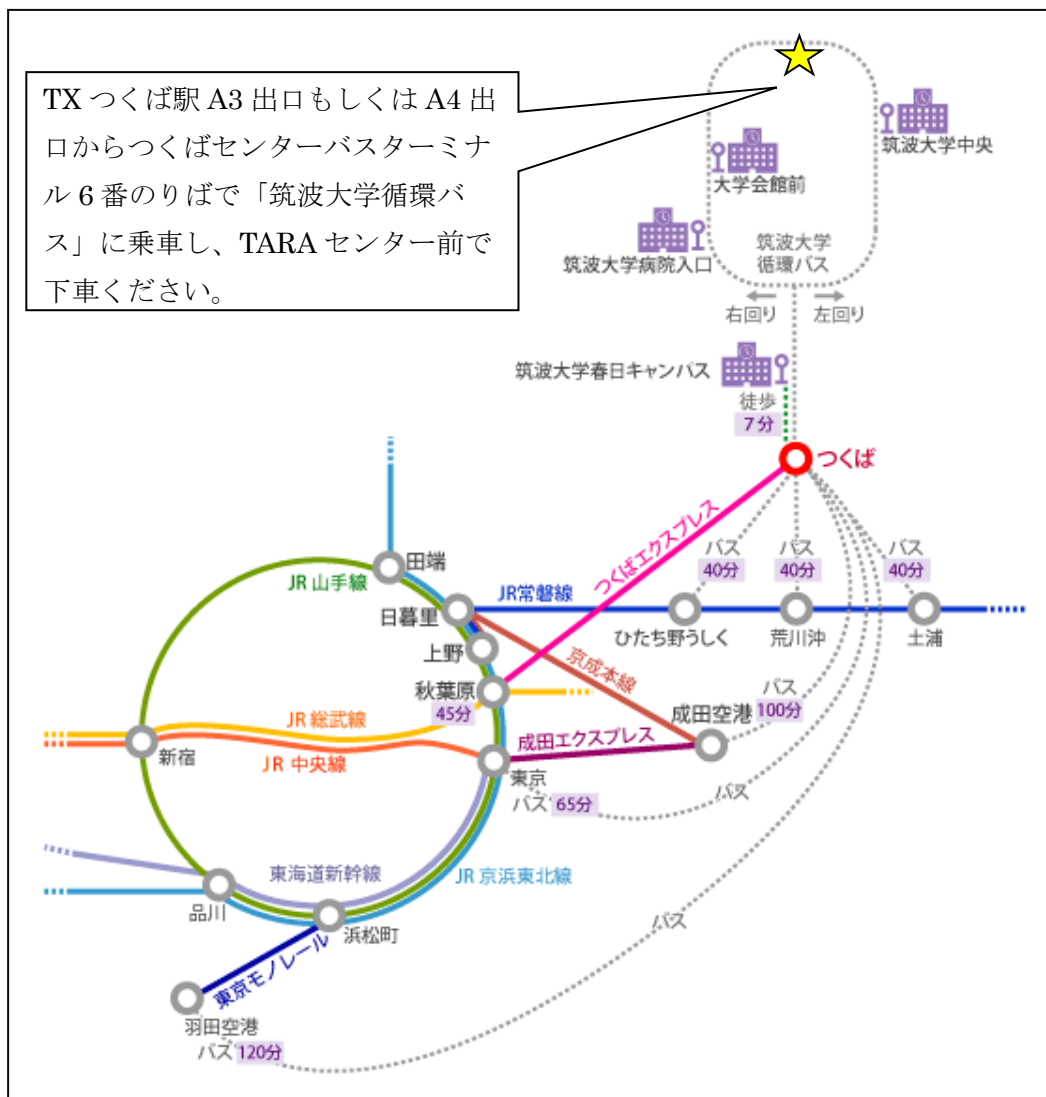 TX つくば駅 A3 出口もしくは A4 出
口からつくばセンターバスターミナ
ル 6 番のりばで「筑波大学循環バ
ス」に乗車し、TARA センター前で
下車ください。
筑波大学中央
大学会館前
筑波大学病院入口
筑波大学
循環バス
右回り
左回り
筑波大学春日キャンパス
徒歩
7分
つくば
つくばエクスプレス
バス
40分
バス
40分
バス
40分
田端
JR 山手線
日暮里
JR常磐線
ひたち野うしく
荒川沖
土浦
上野
京成本線
秋葉原
45分
バス
100分
成田空港
JR 総武線
成田エクスプレス
新宿
JR 中央線
東京
バス 65分
バス
東海道新幹線
JR 京浜東北線
品川
浜松町
バス
東京モノレール
羽田空港
バス 120分